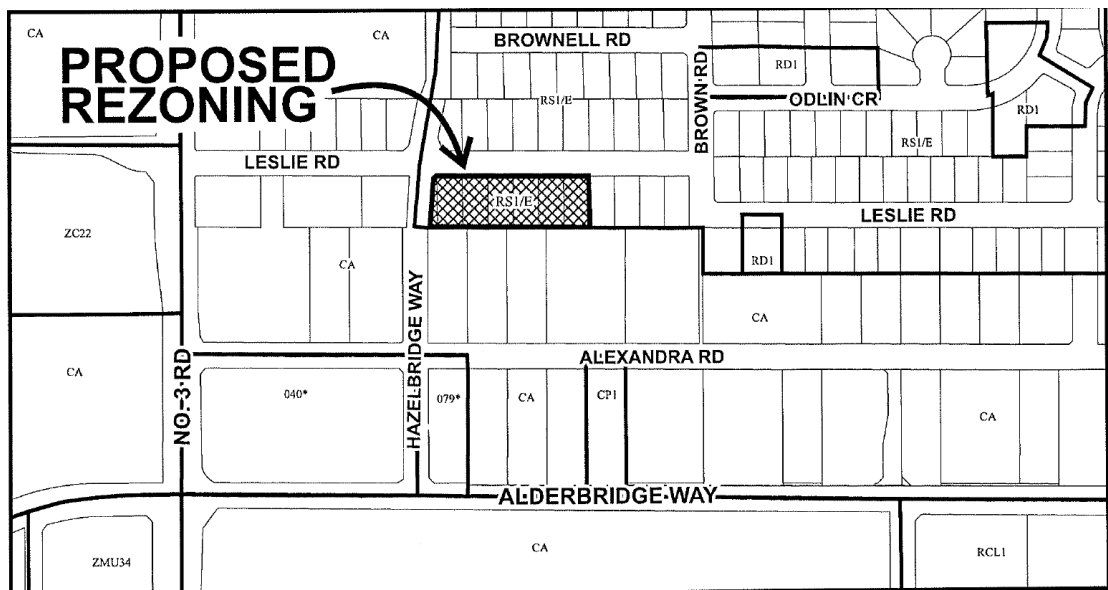 CA
CA
BROWNELL RD
PROPOSED
REZONING
RD1
BROWN RD
RS1/E
ODLIN CR
RD1
RS1/E
LESLIE RD
RS1/E
LESLIE RD
ZC22
CA
RD1
HAZELBRIDGE WAY
CA
ALEXANDRA RD
CA
NO. 3 RD
040*
079*
CA
CP1
CA
ALDERBRIDGE WAY
CA
ZMU34
RCL1